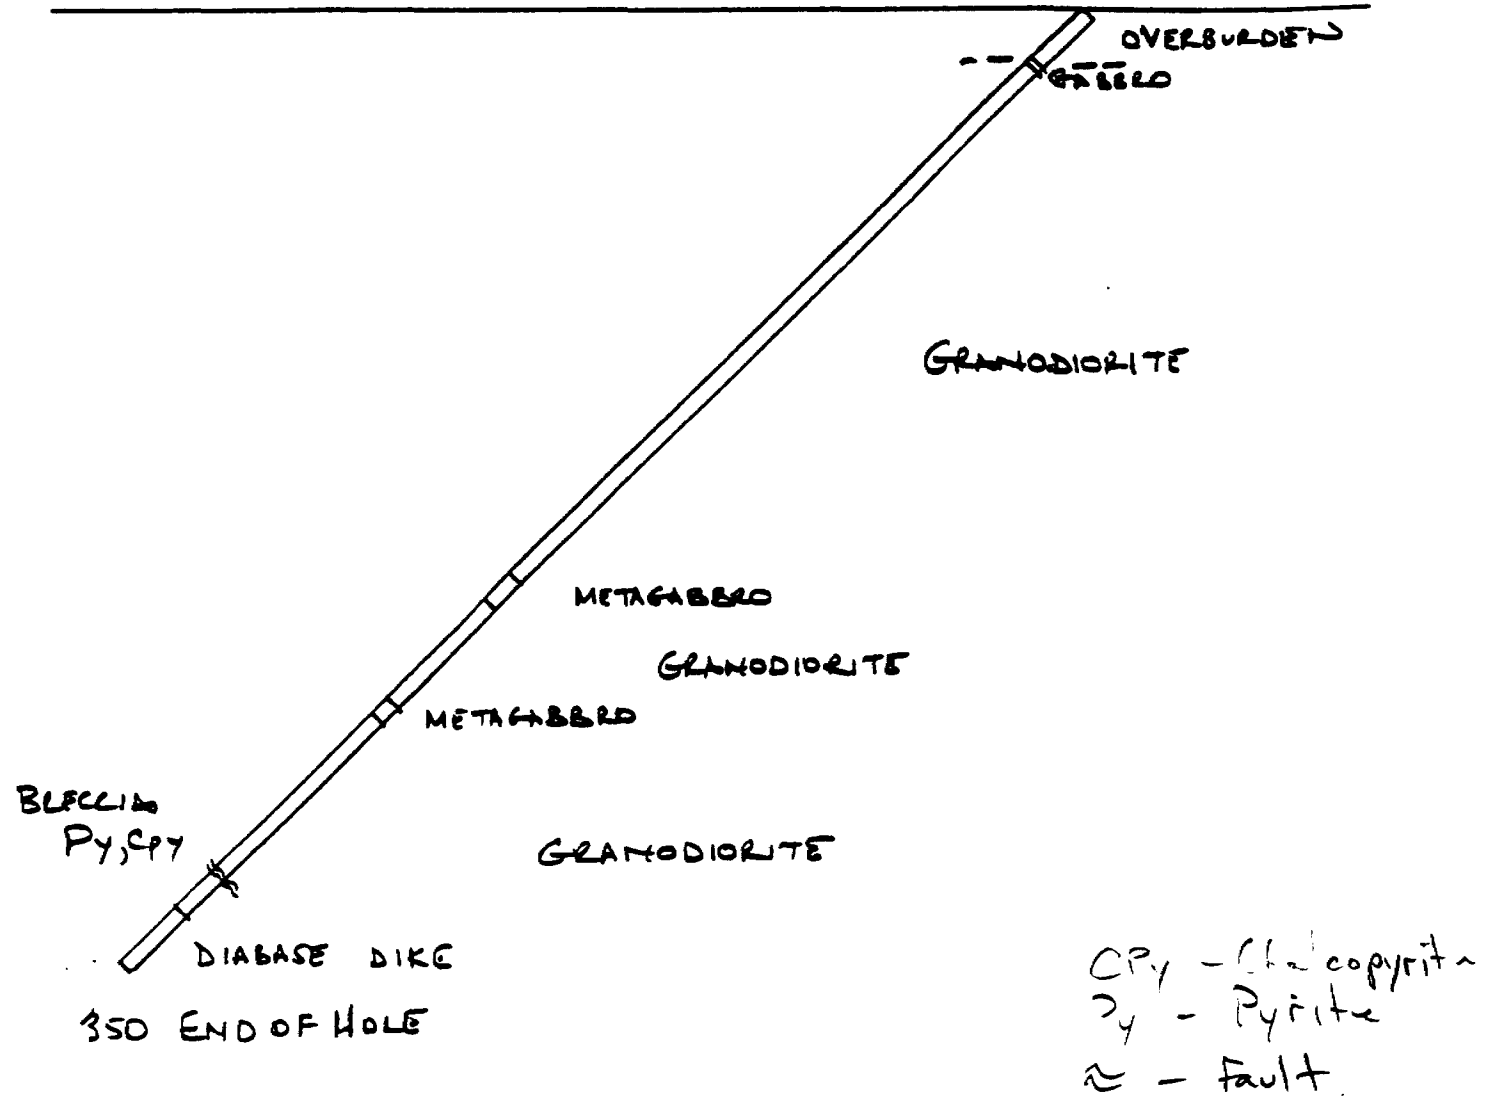 OVERBURDEN
GABBRO
GRANODIORITE
METAGABBRO
GRANODIORITE
METAGABBRO
BRECCIA
Py, Cpy
GRANODIORITE
DIABASE DIKE
350 END OF HOLE
CPy - Chalcopyrite
Py - Pyrite
≈ - Fault